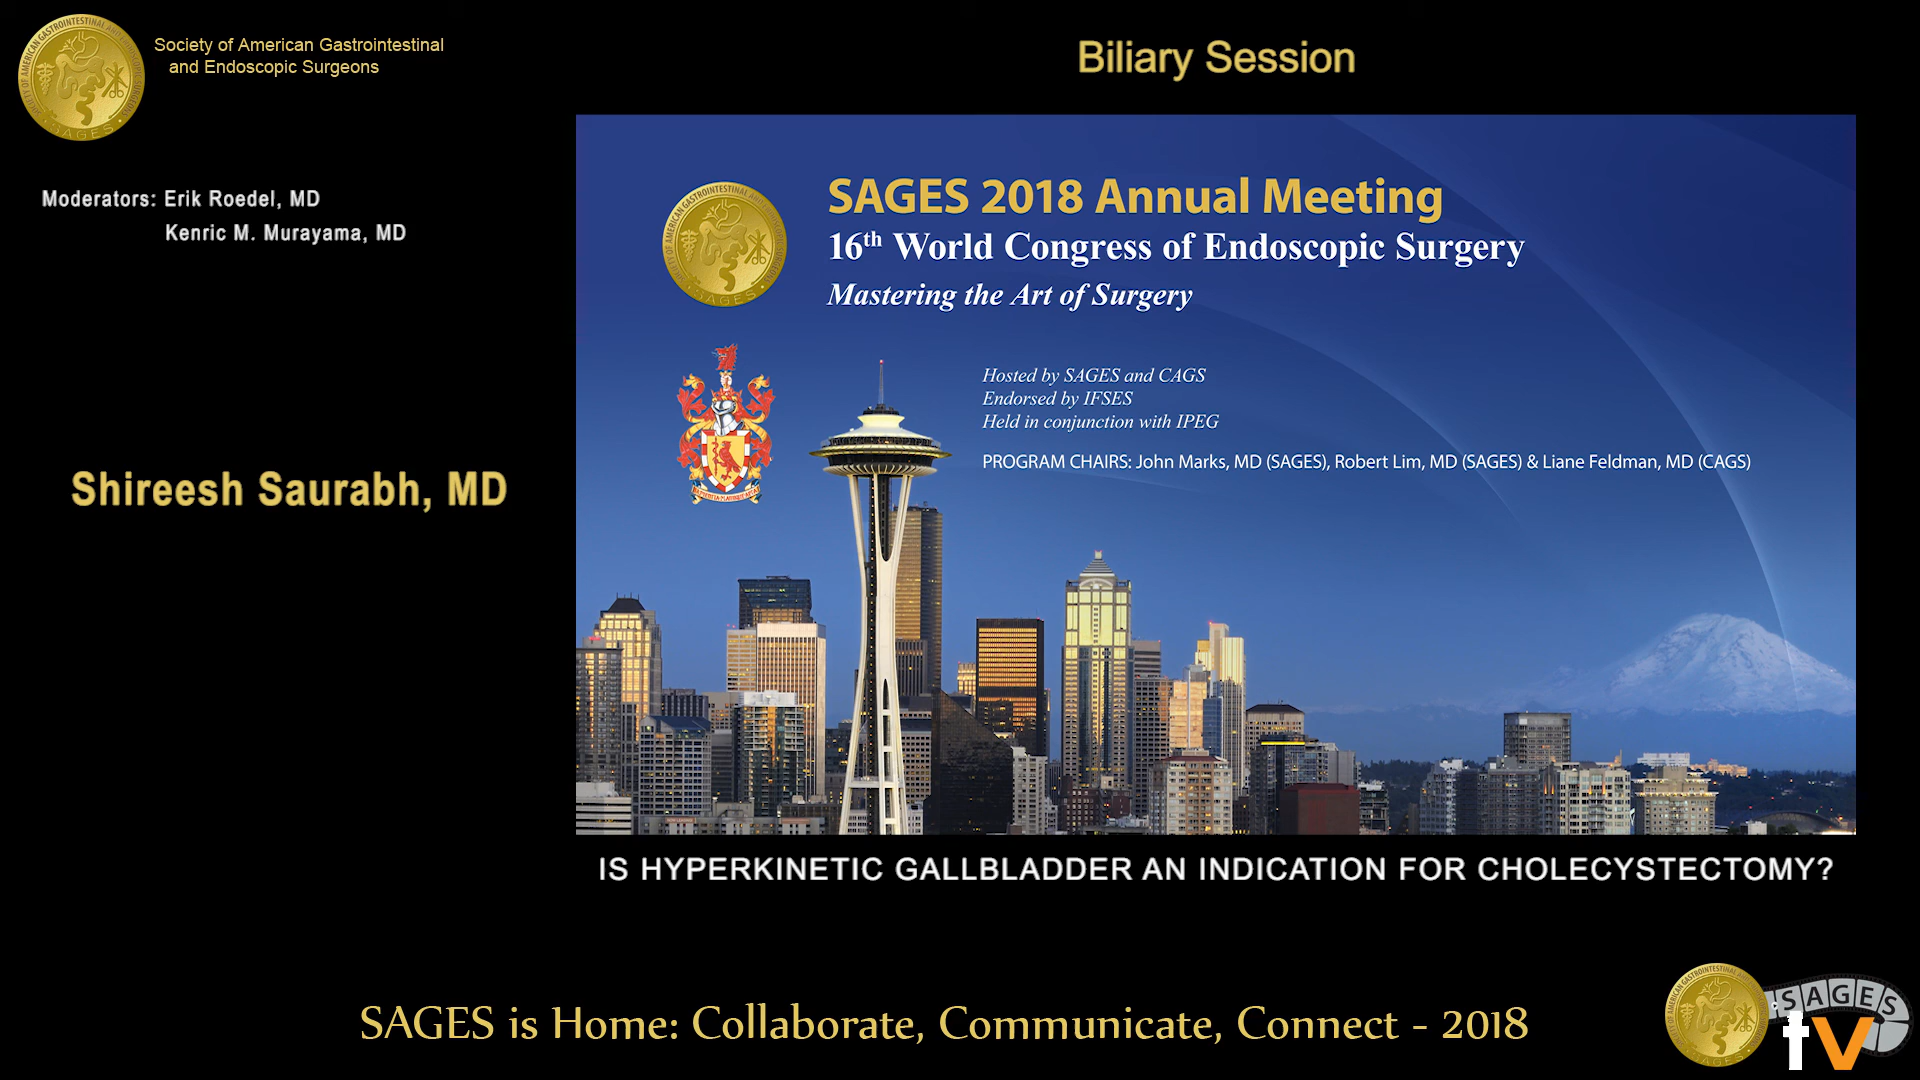 Society of American Gastrointestinal
and Endoscopic Surgeons
Biliary Session
Moderators: Erik Roedel, MD
Kenric M. Murayama, MD
SAGES 2018 Annual Meeting
16th World Congress of Endoscopic Surgery
Mastering the Art of Surgery
Hosted by SAGES and CAGS
Endorsed by IFSES
Held in conjunction with IPEG
PROGRAM CHAIRS: John Marks, MD (SAGES), Robert Lim, MD (SAGES) & Liane Feldman, MD (CAGS)
Shireesh Saurabh, MD
IS HYPERKINETIC GALLBLADDER AN INDICATION FOR CHOLECYSTECTOMY?
SAGES is Home: Collaborate, Communicate, Connect - 2018
SAGES
tv